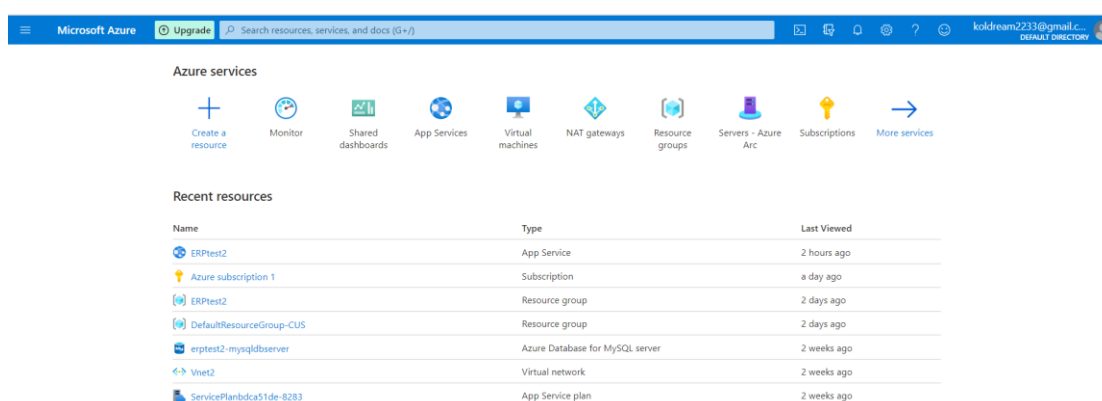 Microsoft Azure Upgrade Search resources, services, and docs (G+/) koldream2233@gmail.c...
DEFAULT DIRECTORY
Azure services
Create a resource
Monitor
Shared dashboards
App Services
Virtual machines
NAT gateways
Resource groups
Servers - Azure Arc
Subscriptions
More services
Recent resources
Name Type Last Viewed
ERPtest2 App Service 2 hours ago
Azure subscription 1 Subscription a day ago
ERPtest2 Resource group 2 days ago
DefaultResourceGroup-CUS Resource group 2 days ago
erptest2-mysqldbserver Azure Database for MySQL server 2 weeks ago
Vnet2 Virtual network 2 weeks ago
ServicePlanbdca51de-8283 App Service plan 2 weeks ago